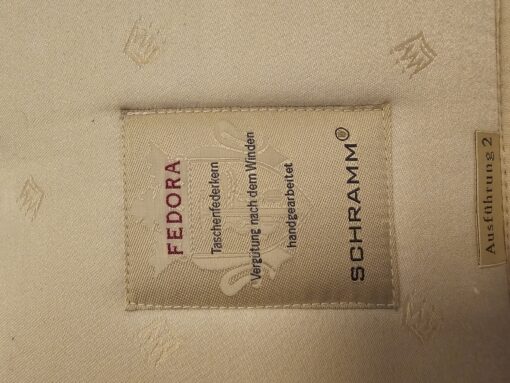 FEDORA
Taschenfederkern
Vergütung nach dem Winden
handgearbeitet
SCHRAMM®
Ausführung 2